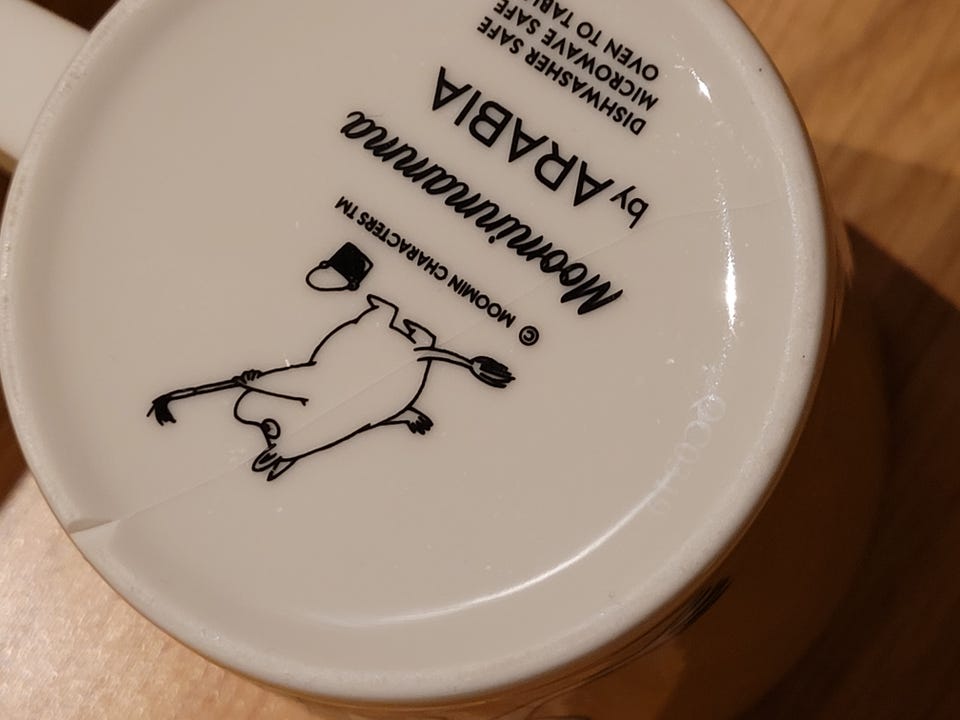 © MOOMIN CHARACTERS TM
Moominmamma
by ARABIA
DISHWASHER SAFE
MICROWAVE SAFE
OVEN TO